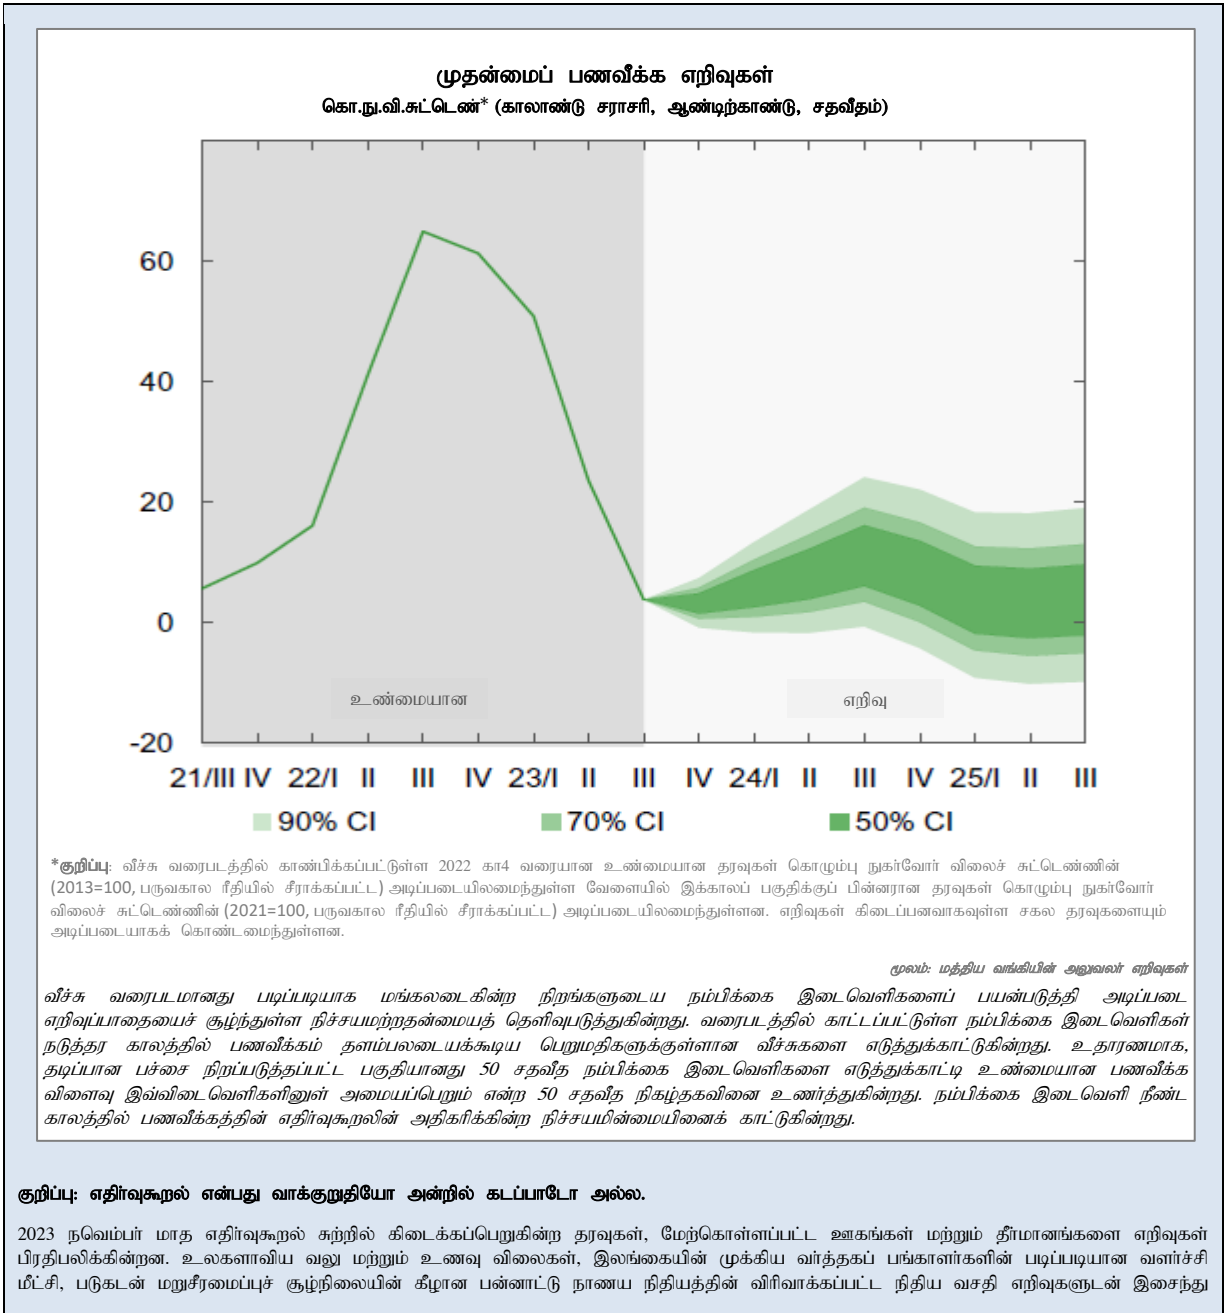 முதன்மைப் பணவீக்க எறிவுகள்
கொ.நு.வி.சுட்டெண்* (காலாண்டு சராசரி, ஆண்டிற்காண்டு, சதவீதம்)
60
40
20
0
-20
உண்மையான
எறிவு
21/III IV 22/I II III IV 23/I II III IV 24/I II III IV 25/I II III
90% CI 70% CI 50% CI
*குறிப்பு: வீச்சு வரைபடத்தில் காண்பிக்கப்பட்டுள்ள 2022 கா4 வரையான உண்மையான தரவுகள் கொழும்பு நுகர்வோர் விலைச் சுட்டெண்ணின்
(2013=100, பருவகால ரீதியில் சீராக்கப்பட்ட) அடிப்படையிலமைந்துள்ள வேளையில் இக்காலப் பகுதிக்குப் பின்னரான தரவுகள் கொழும்பு நுகர்வோர்
விலைச் சுட்டெண்ணின் (2021=100, பருவகால ரீதியில் சீராக்கப்பட்ட) அடிப்படையிலமைந்துள்ளன. எறிவுகள் கிடைப்பனவாகவுள்ள சகல தரவுகளையும்
அடிப்படையாகக் கொண்டமைந்துள்ளன.
மூலம்: மத்திய வங்கியின் அலுவலர் எறிவுகள்
வீச்சு வரைபடமானது படிப்படியாக மங்கலடைகின்ற நிறங்களுடைய நம்பிக்கை இடைவெளிகளைப் பயன்படுத்தி அடிப்படை
எறிவுப்பாதையைச் சூழ்ந்துள்ள நிச்சயமற்றதன்மையத் தெளிவுபடுத்துகின்றது. வரைபடத்தில் காட்டப்பட்டுள்ள நம்பிக்கை இடைவெளிகள்
நடுத்தர காலத்தில் பணவீக்கம் தளம்பலடையக்கூடிய பெறுமதிகளுக்குள்ளான வீச்சுகளை எடுத்துக்காட்டுகின்றது. உதாரணமாக,
தடிப்பான பச்சை நிறப்படுத்தப்பட்ட பகுதியானது 50 சதவீத நம்பிக்கை இடைவெளிகளை எடுத்துக்காட்டி உண்மையான பணவீக்க
விளைவு இவ்விடைவெளிகளினுள் அமையப்பெறும் என்ற 50 சதவீத நிகழ்தகவினை உணர்த்துகின்றது. நம்பிக்கை இடைவெளி நீண்ட
காலத்தில் பணவீக்கத்தின் எதிர்வுகூறலின் அதிகரிக்கின்ற நிச்சயமின்மையினைக் காட்டுகின்றது.
குறிப்பு: எதிர்வுகூறல் என்பது வாக்குறுதியோ அன்றில் கடப்பாடோ அல்ல.
2023 நவெம்பர் மாத எதிர்வுகூறல் சுற்றில் கிடைக்கப்பெறுகின்ற தரவுகள், மேற்கொள்ளப்பட்ட ஊகங்கள் மற்றும் தீர்மானங்களை எறிவுகள்
பிரதிபலிக்கின்றன. உலகளாவிய வலு மற்றும் உணவு விலைகள், இலங்கையின் முக்கிய வர்த்தகப் பங்காளர்களின் படிப்படியான வளர்ச்சி
மீட்சி, படுகடன் மறுசீரமைப்புச் சூழ்நிலையின் கீழான பன்னாட்டு நாணய நிதியத்தின் விரிவாக்கப்பட்ட நிதிய வசதி எறிவுகளுடன் இசைந்து